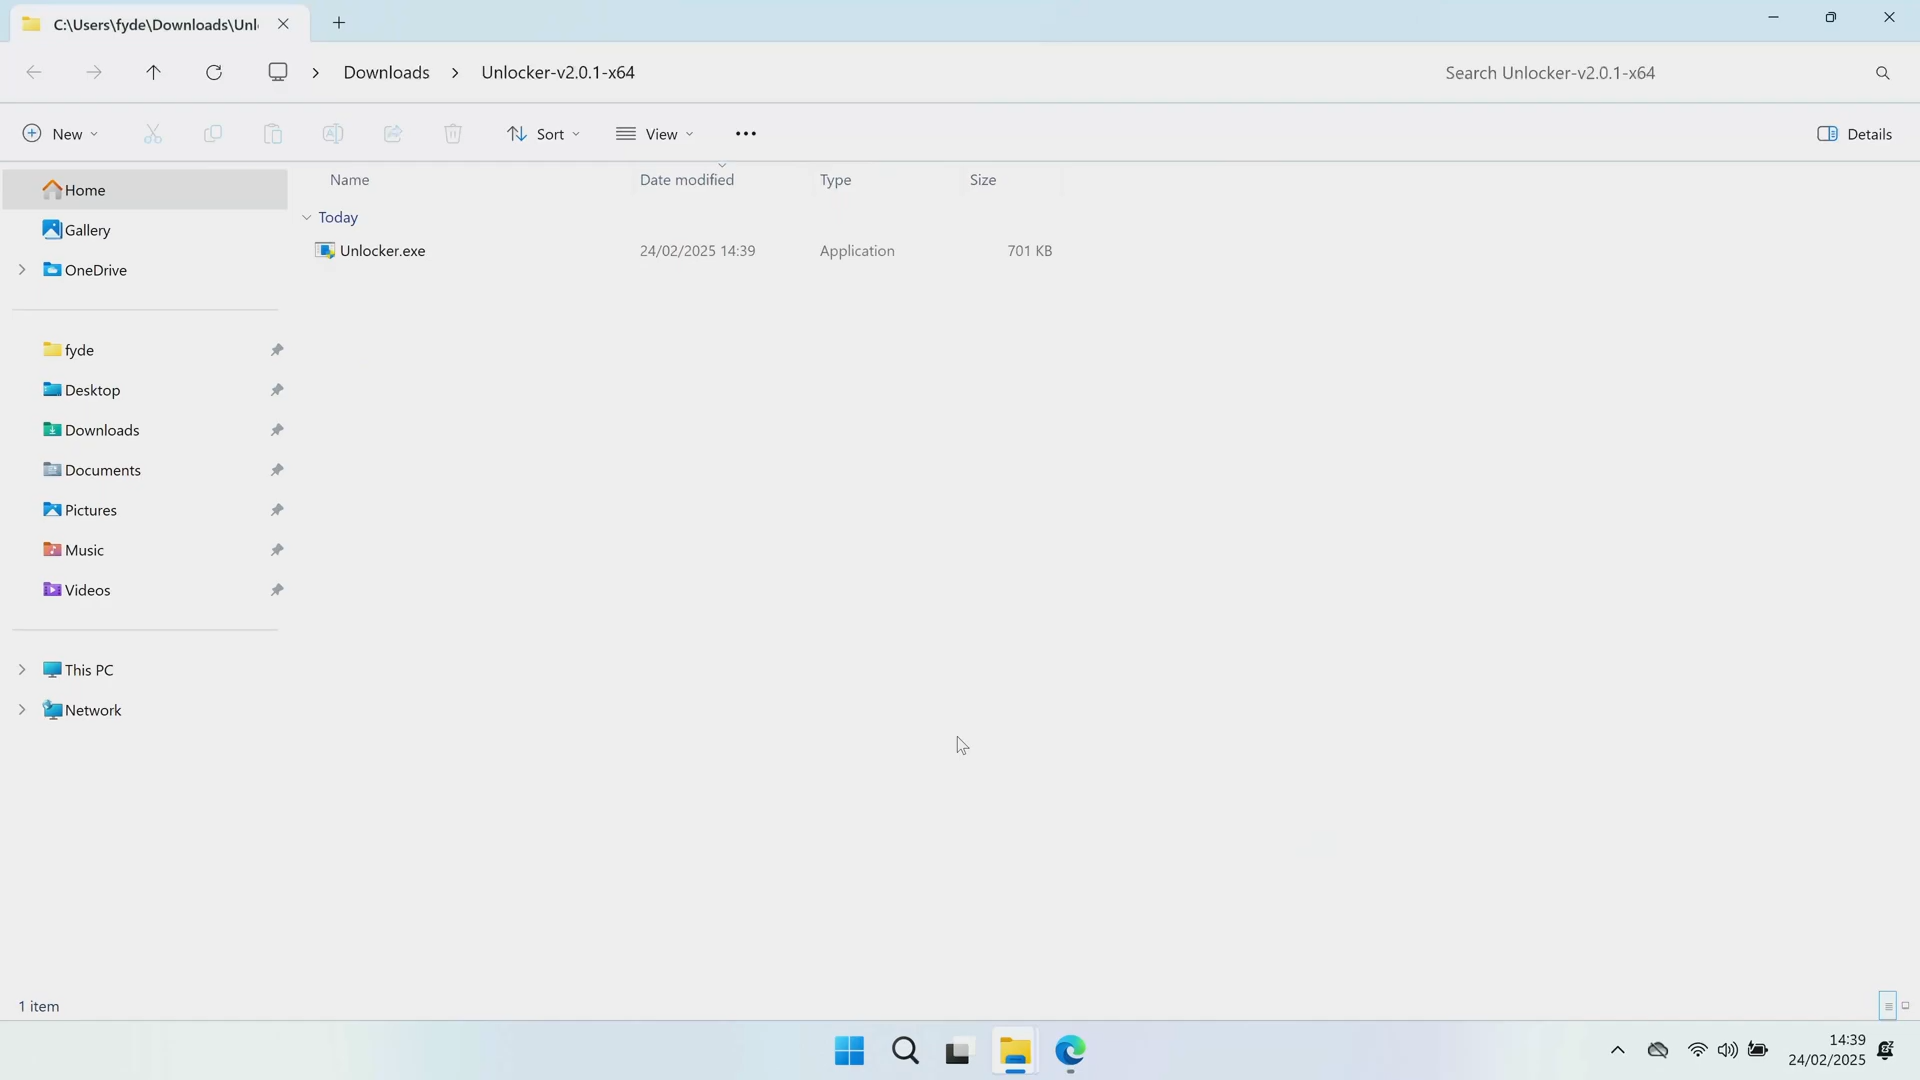 C:\Users\fyde\Downloads\Unl
Downloads
Unlocker-v2.0.1-x64
Search Unlocker-v2.0.1-x64
New
Sort
View
Details
Name
Date modified
Type
Size
Home
Today
Gallery
Unlocker.exe
24/02/2025 14:39
Application
701 KB
OneDrive
fyde
Desktop
Downloads
Documents
Pictures
Music
Videos
This PC
Network
1 item
14:39
24/02/2025